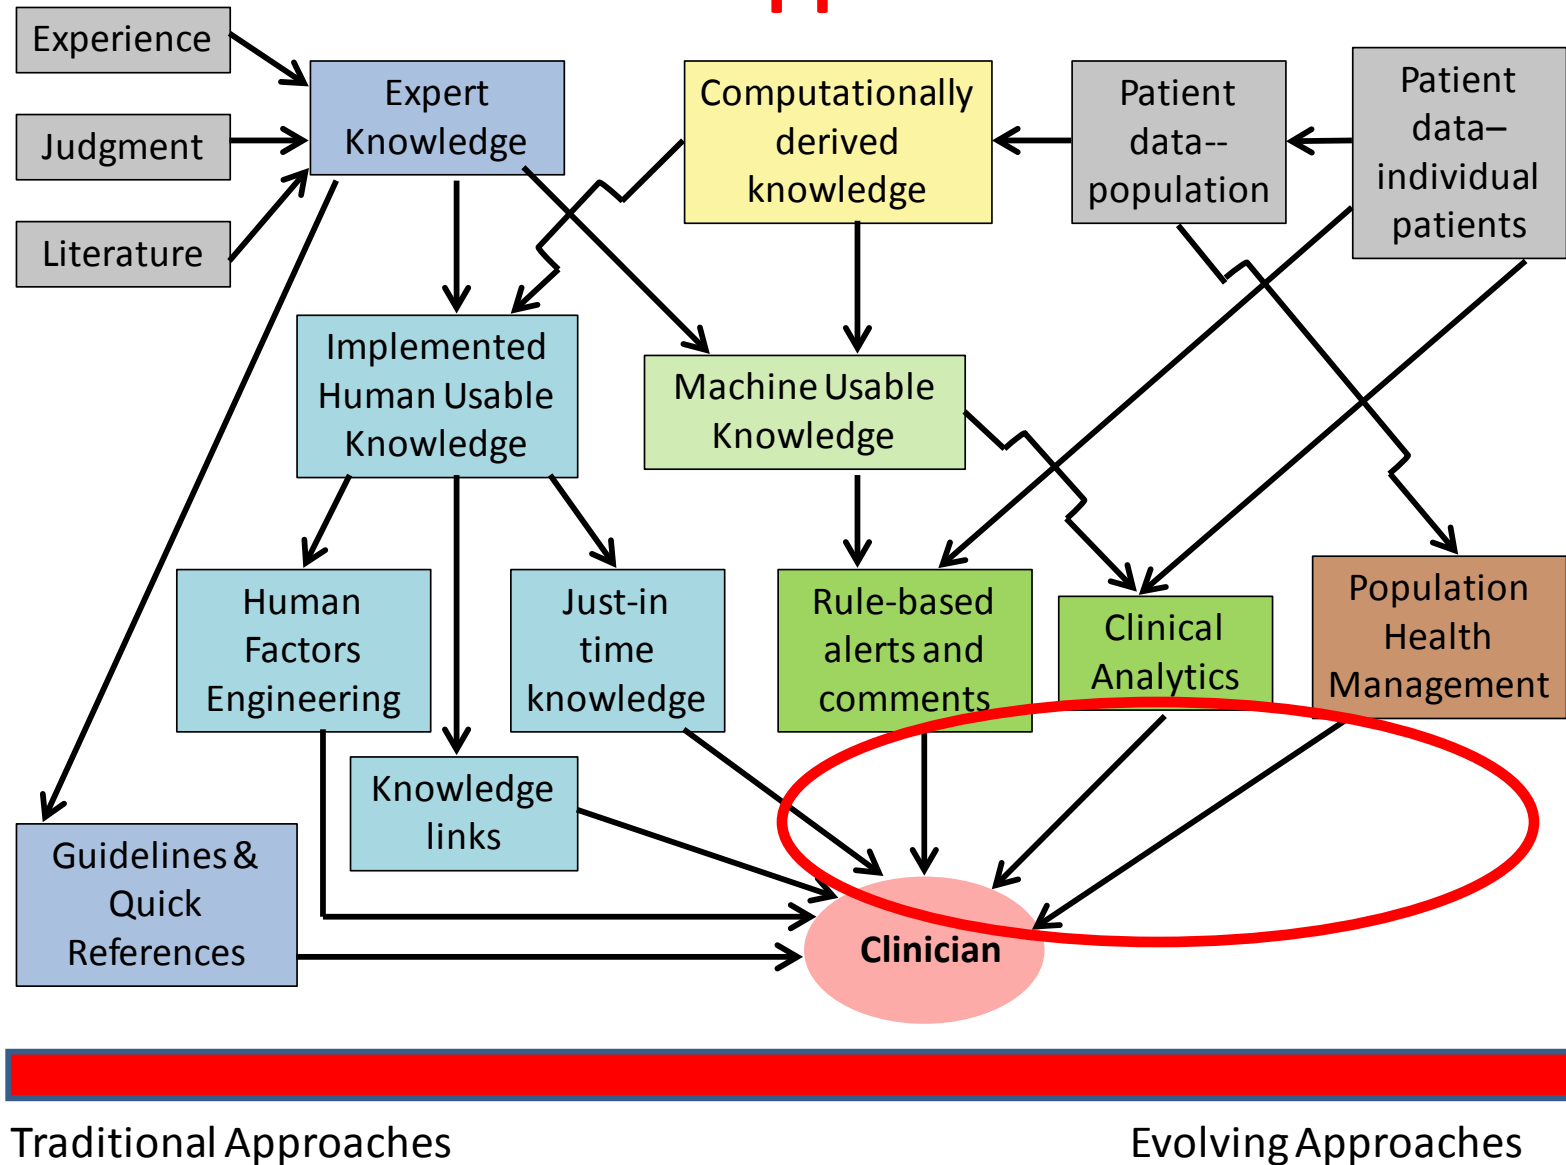 Experience
Judgment
Literature
Expert
Knowledge
Computationally
derived
knowledge
Patient
data--
population
Patient
data–
individual
patients
Implemented
Human Usable
Knowledge
Machine Usable
Knowledge
Human
Factors
Engineering
Just-in
time
knowledge
Rule-based
alerts and
comments
Clinical
Analytics
Population
Health
Management
Knowledge
links
Guidelines &
Quick
References
Clinician
Traditional Approaches
Evolving Approaches